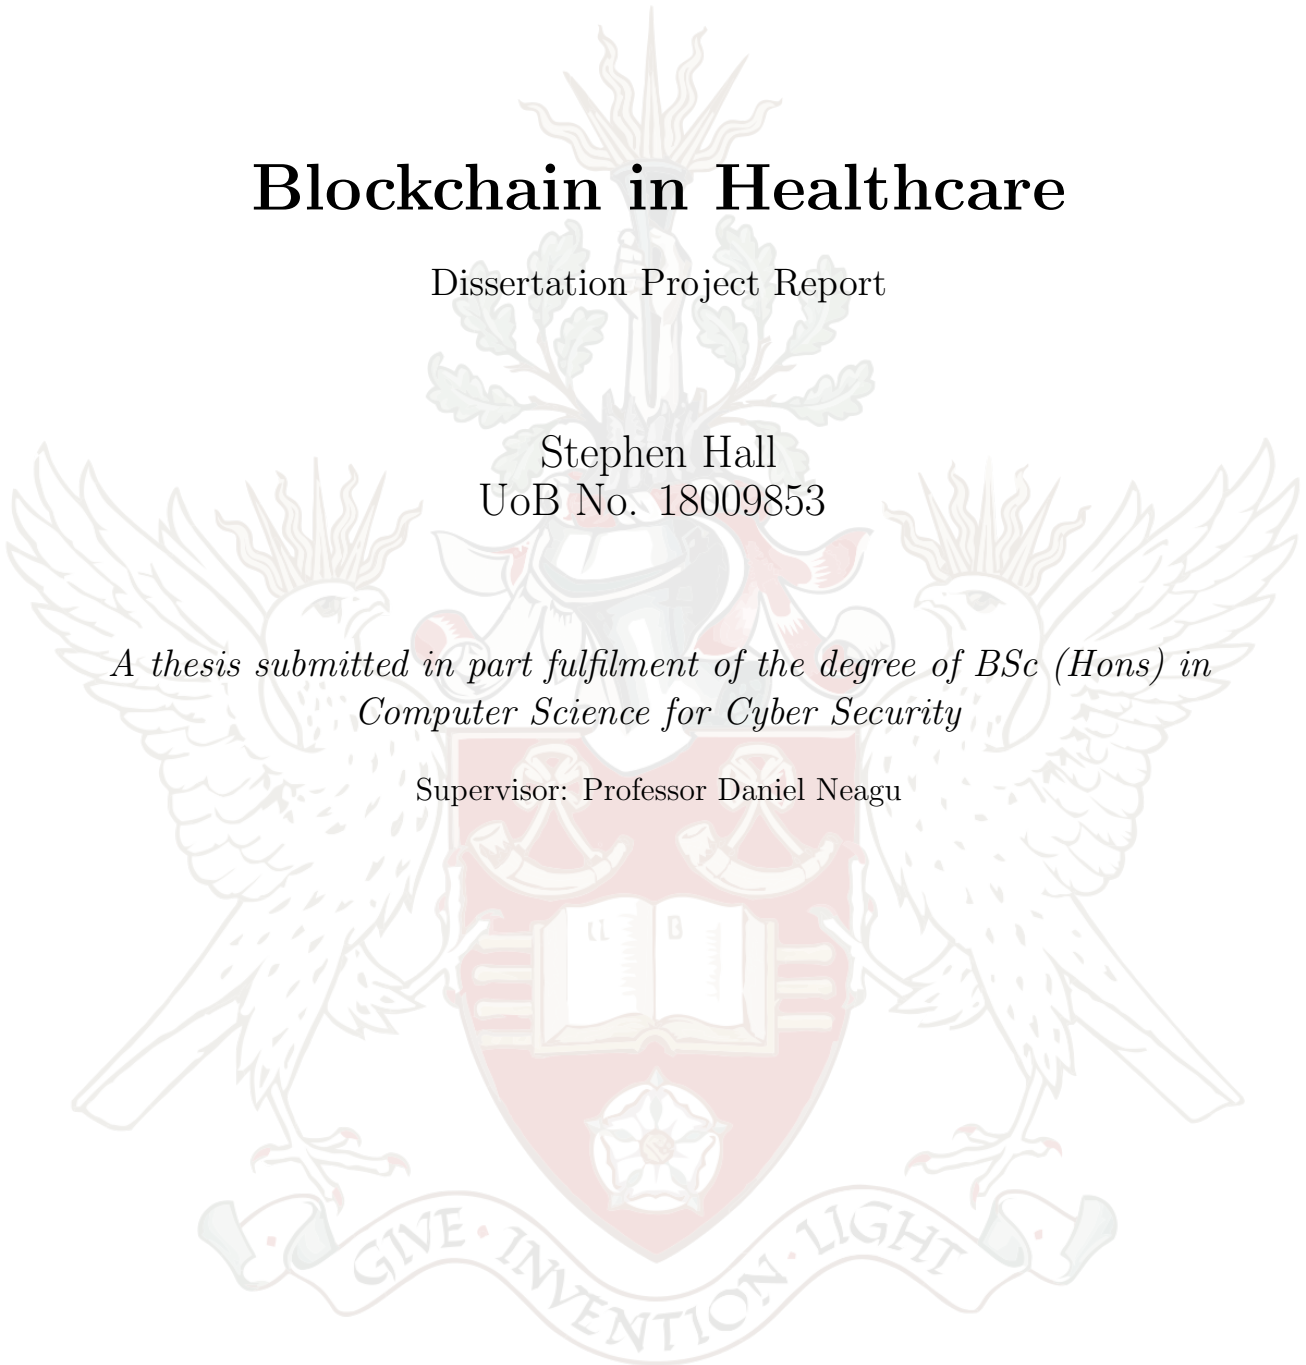 Blockchain in Healthcare
Dissertation Project Report
Stephen Hall
UoB No. 18009853
A thesis submitted in part fulfilment of the degree of BSc (Hons) in
Computer Science for Cyber Security
Supervisor: Professor Daniel Neagu
U B
GIVE · INVENTION · LIGHT